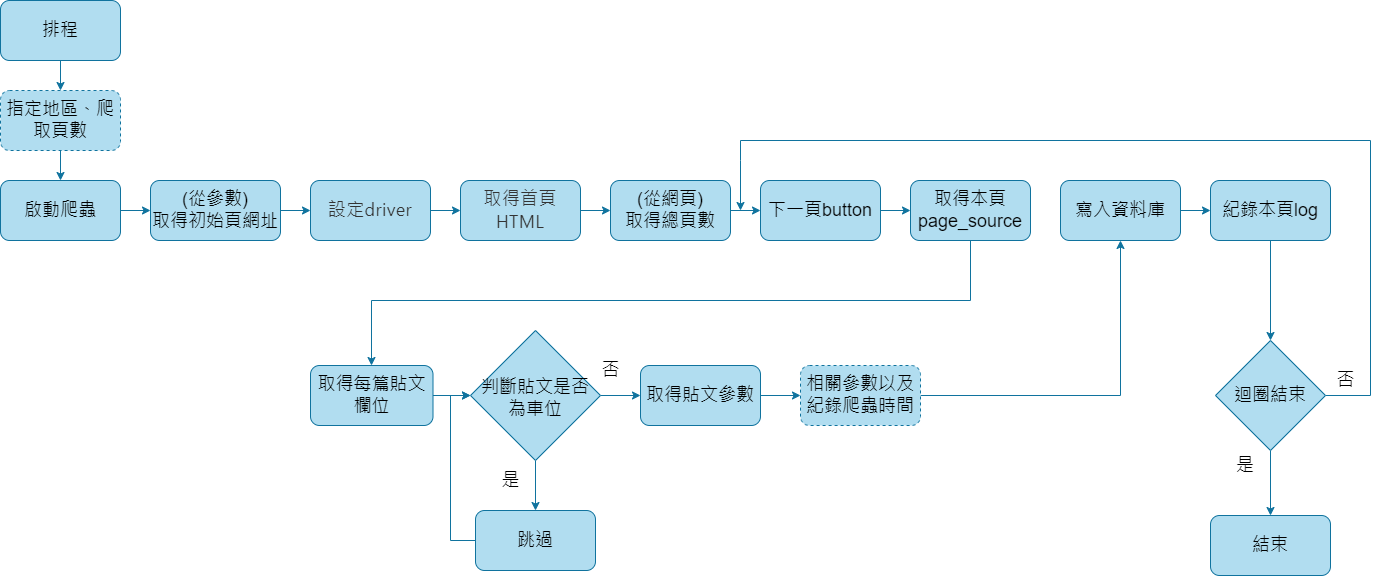 排程
指定地區、爬
取頁數
啟動爬蟲
(從參數)
取得初始頁網址
設定driver
取得首頁
HTML
(從網頁)
取得總頁數
下一頁button
取得本頁
page_source
寫入資料庫
紀錄本頁log
取得每篇貼文
欄位
判斷貼文是否
為車位
否
取得貼文參數
相關參數以及
紀錄爬蟲時間
迴圈結束
否
是
是
跳過
結束